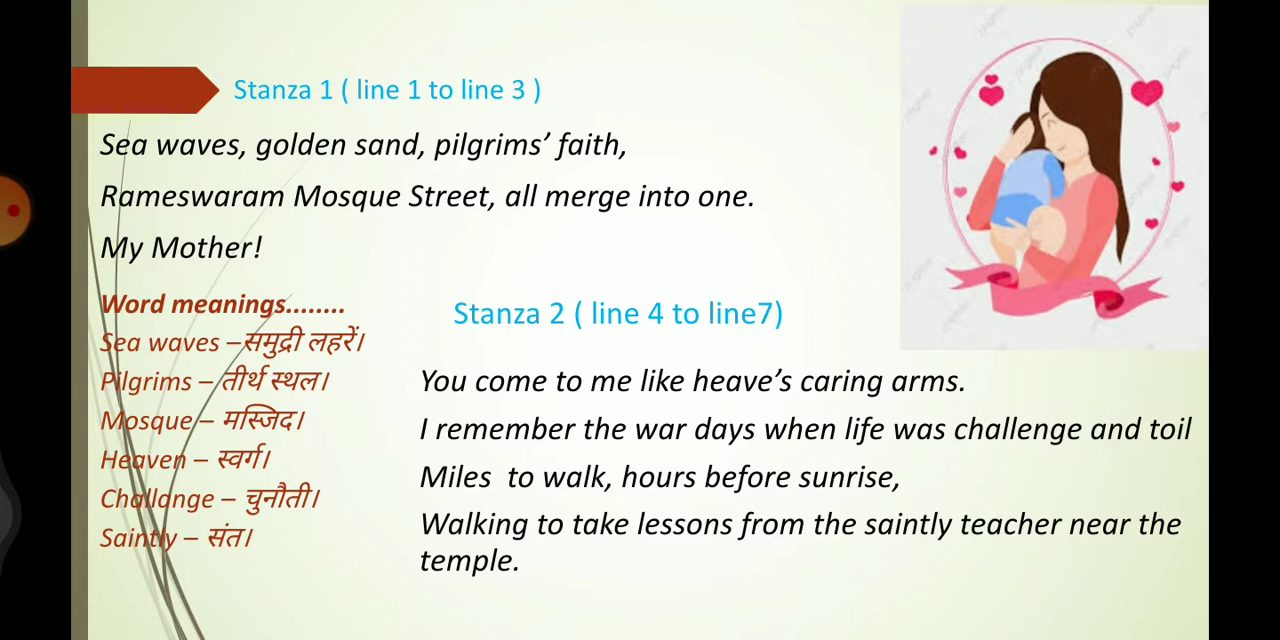 Stanza 1 ( line 1 to line 3 )
Sea waves, golden sand, pilgrims’ faith,
Rameswaram Mosque Street, all merge into one.
My Mother!
Word meanings........
Sea waves –समुद्री लहरें।
Pilgrims – तीर्थ स्थल।
Mosque – मस्जिद।
Heaven – स्वर्ग।
Challange – चुनौती।
Saintly – संत।
Stanza 2 ( line 4 to line7)
You come to me like heave’s caring arms.
I remember the war days when life was challenge and toil
Miles to walk, hours before sunrise,
Walking to take lessons from the saintly teacher near the
temple.